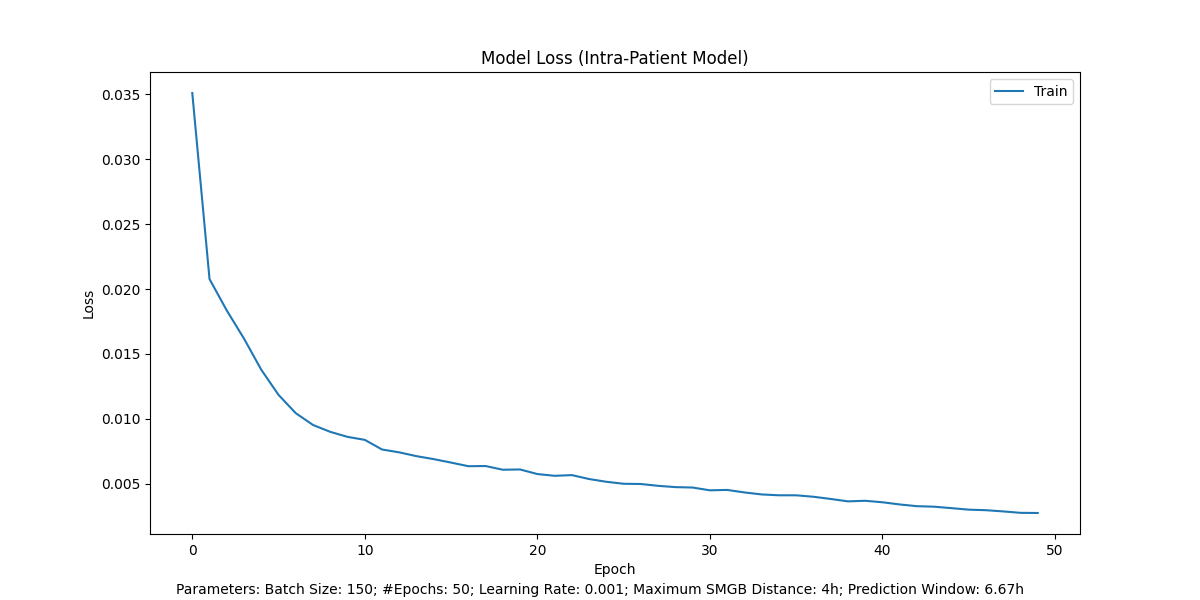 Model Loss (Intra-Patient Model)
Train
0.035
0.030
0.025
0.020
0.015
0.010
0.005
Loss
0 10 20 30 40 50
Epoch
Parameters: Batch Size: 150; #Epochs: 50; Learning Rate: 0.001; Maximum SMGB Distance: 4h; Prediction Window: 6.67h